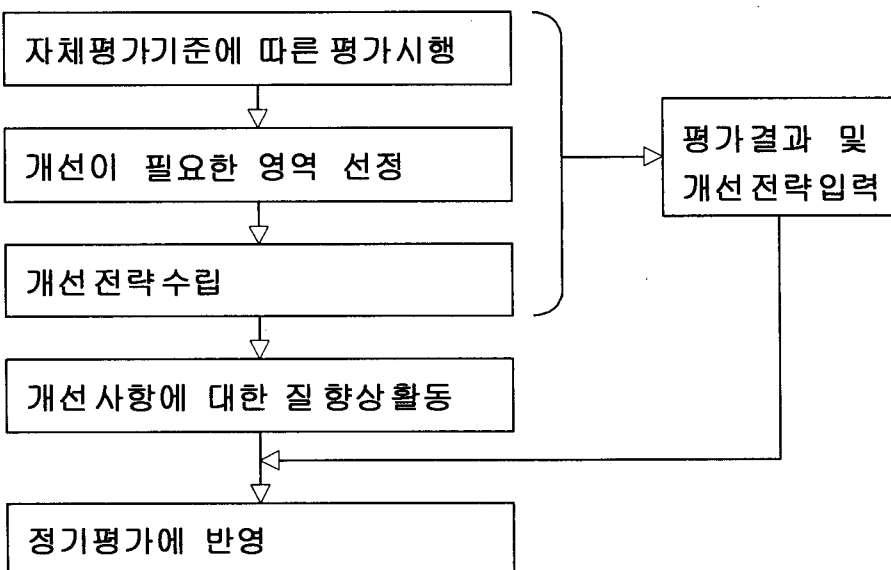 자체평가기준에 따른 평가시행
개선이 필요한 영역 선정
개선전략수립
개선사항에 대한 질향상활동
정기평가에 반영
평가결과 및
개선전략입력